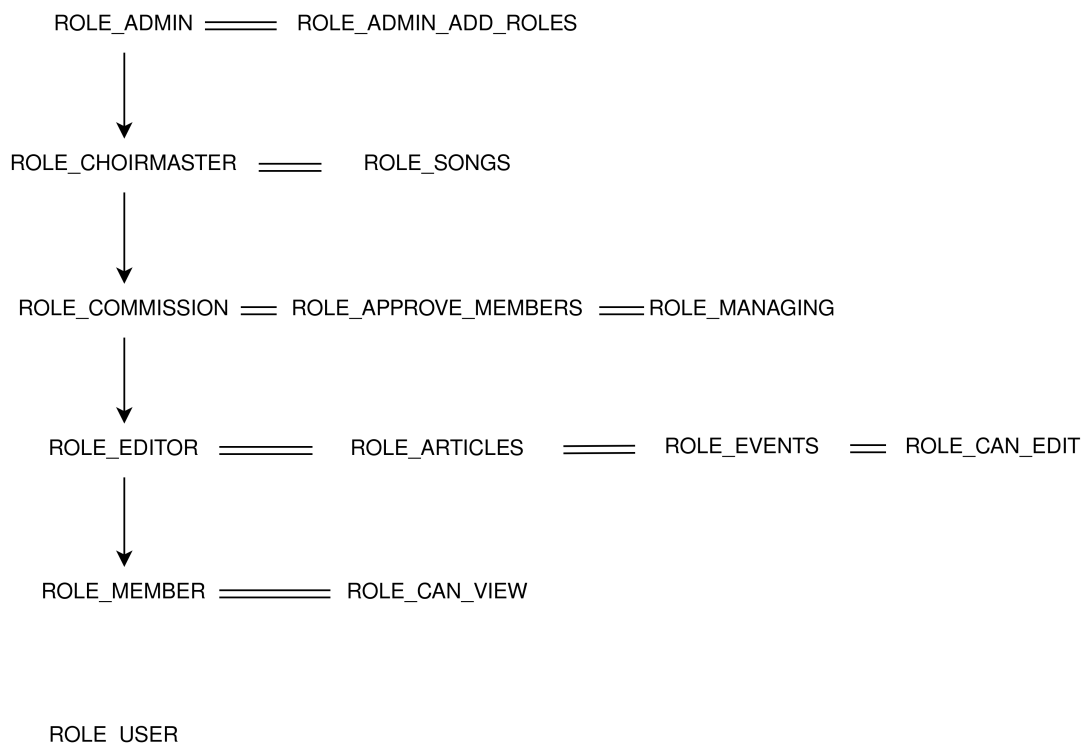 ROLE_ADMIN ROLE_ADMIN_ADD_ROLES
ROLE_CHOIRMASTER ROLE_SONGS
ROLE_COMMISSION ROLE_APPROVE_MEMBERS ROLE_MANAGING
ROLE_EDITOR ROLE_ARTICLES ROLE_EVENTS ROLE_CAN_EDIT
ROLE_MEMBER ROLE_CAN_VIEW
ROLE_USER